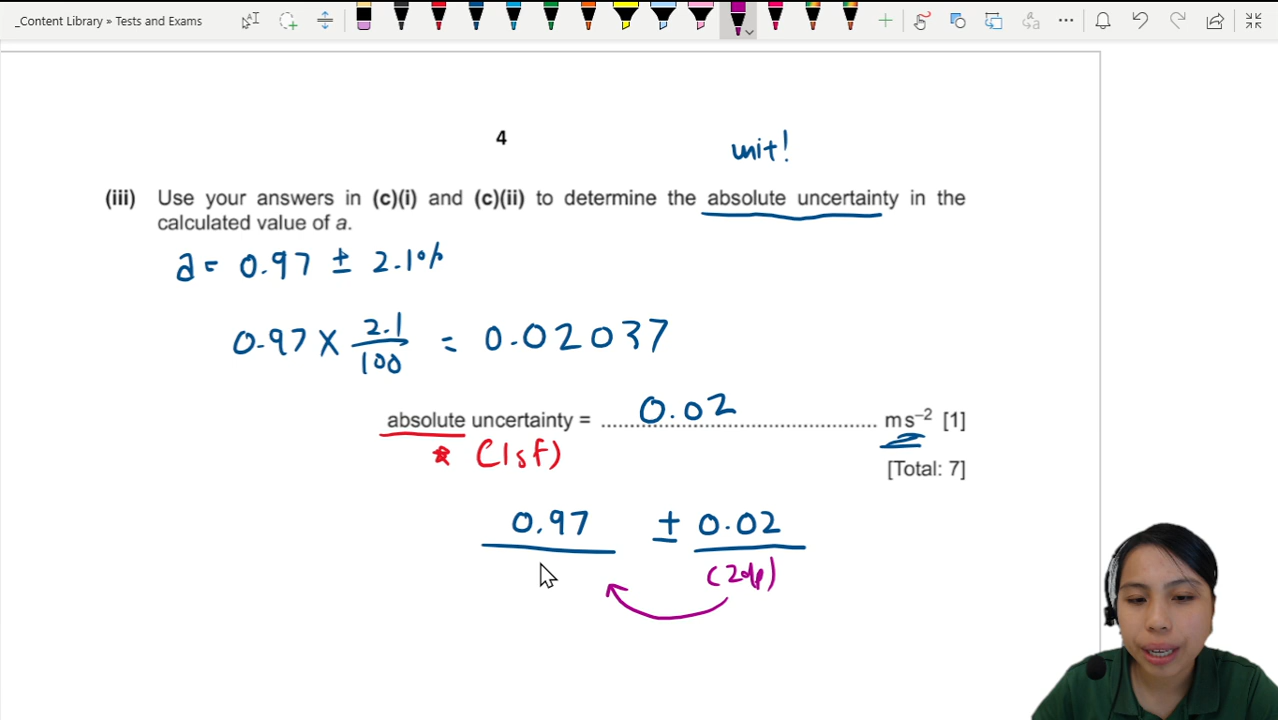 _Content Library » Tests and Exams
4
unit!
(iii) Use your answers in (c)(i) and (c)(ii) to determine the absolute uncertainty in the
calculated value of a.
a = 0.97 ± 2.1%
0.97 × 2.1/100 = 0.02037
absolute uncertainty = ........ 0.02 ........ m s⁻² [1]
* (1sf)
[Total: 7]
0.97 ± 0.02
(2dp)